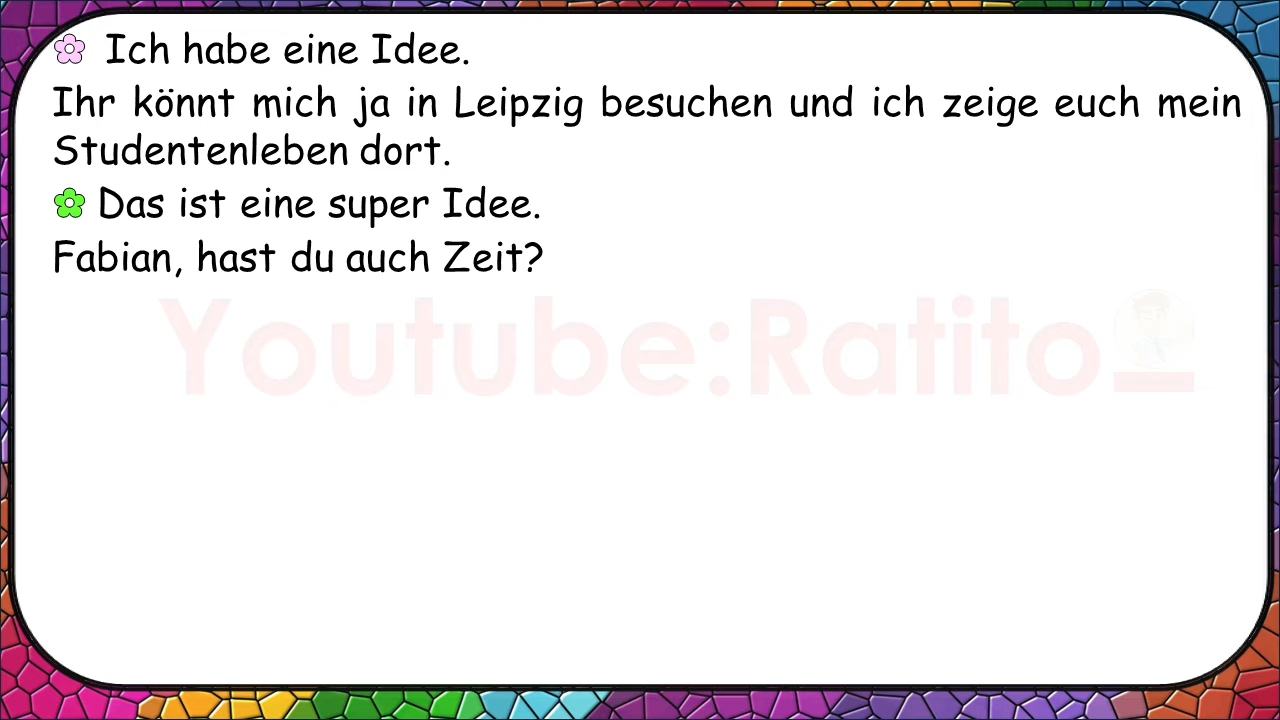 Ich habe eine Idee.
Ihr könnt mich ja in Leipzig besuchen und ich zeige euch mein
Studentenleben dort.
Das ist eine super Idee.
Fabian, hast du auch Zeit?
Youtube:Ratito